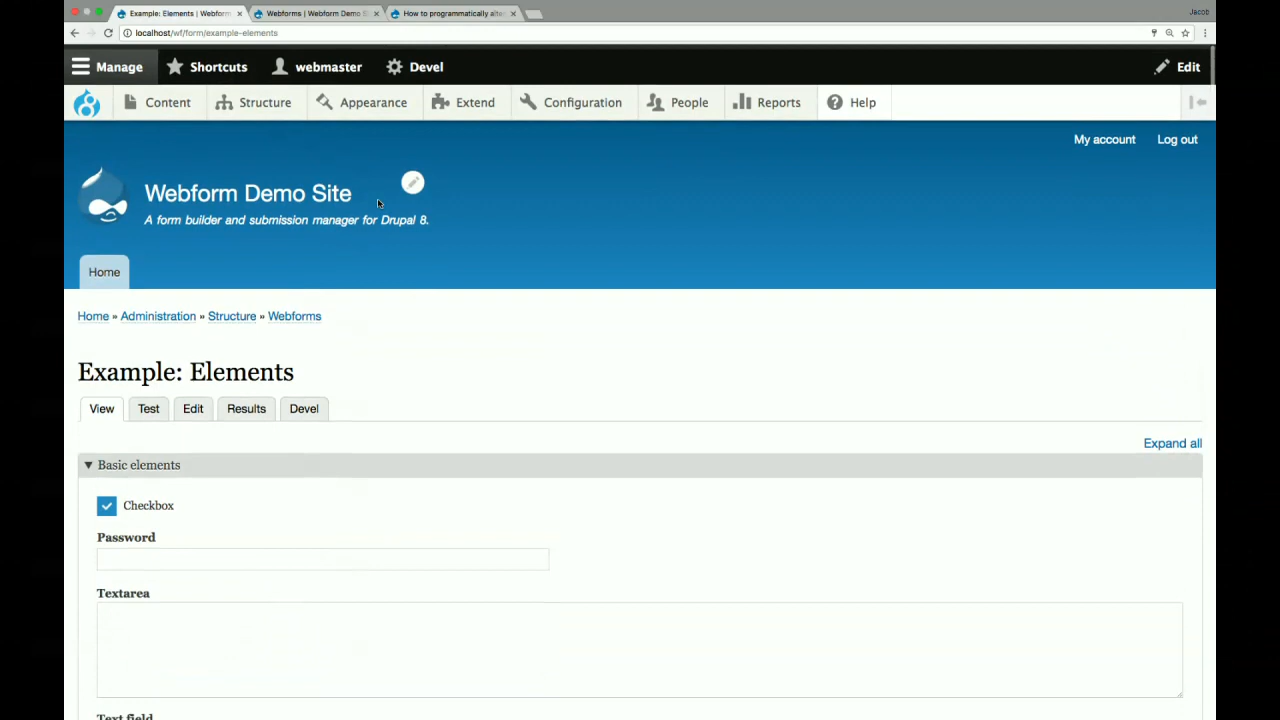 Example: Elements | Webform
Webforms | Webform Demo S
How to programmatically alte
Jacob
localhost/wf/form/example-elements
Manage Shortcuts webmaster Devel Edit
Content Structure Appearance Extend Configuration People Reports Help
My account Log out
Webform Demo Site
A form builder and submission manager for Drupal 8.
Home
Home » Administration » Structure » Webforms
Example: Elements
View Test Edit Results Devel
Expand all
Basic elements
Checkbox
Password
Textarea
Text field